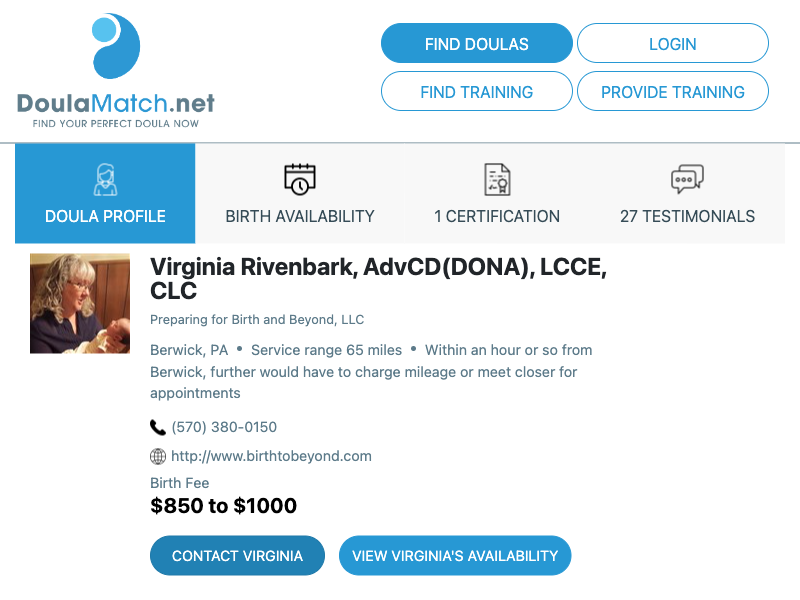 DoulaMatch.net
FIND YOUR PERFECT DOULA NOW
FIND DOULAS
LOGIN
FIND TRAINING
PROVIDE TRAINING
DOULA PROFILE
BIRTH AVAILABILITY
1 CERTIFICATION
27 TESTIMONIALS
Virginia Rivenbark, AdvCD(DONA), LCCE,
CLC
Preparing for Birth and Beyond, LLC
Berwick, PA • Service range 65 miles • Within an hour or so from
Berwick, further would have to charge mileage or meet closer for
appointments
(570) 380-0150
http://www.birthtobeyond.com
Birth Fee
$850 to $1000
CONTACT VIRGINIA
VIEW VIRGINIA'S AVAILABILITY